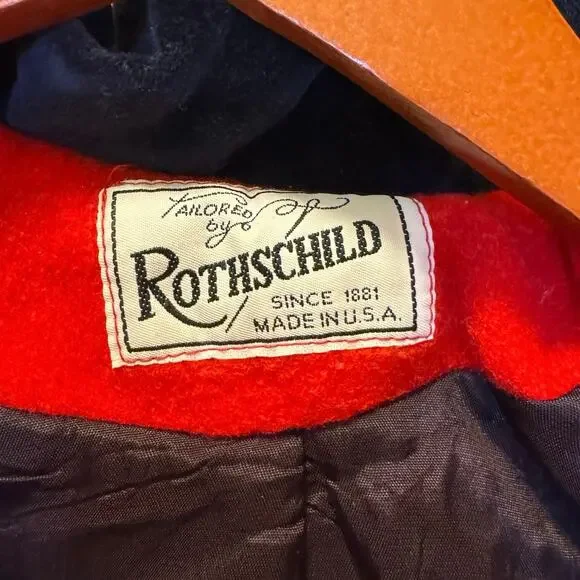 TAILORED
by
ROTHSCHILD
SINCE 1881
MADE IN U.S.A.